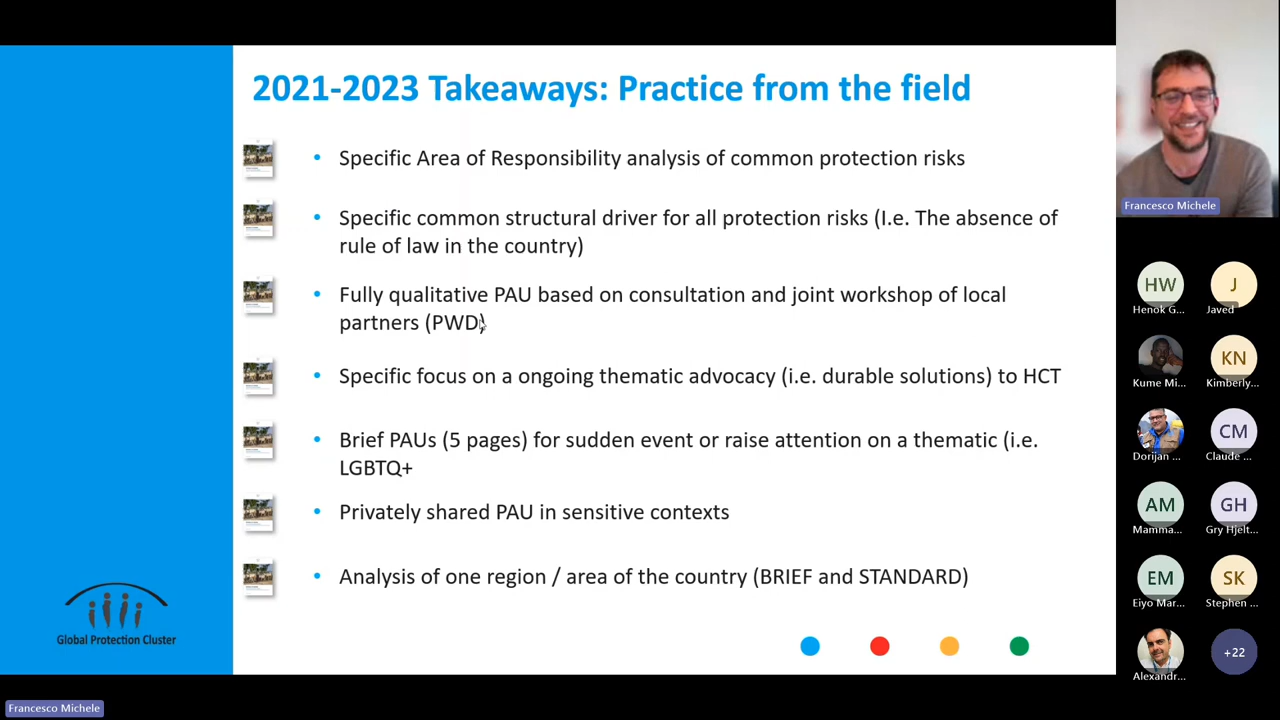 2021-2023 Takeaways: Practice from the field
• Specific Area of Responsibility analysis of common protection risks
• Specific common structural driver for all protection risks (I.e. The absence of
rule of law in the country)
• Fully qualitative PAU based on consultation and joint workshop of local
partners (PWD)
• Specific focus on a ongoing thematic advocacy (i.e. durable solutions) to HCT
• Brief PAUs (5 pages) for sudden event or raise attention on a thematic (i.e.
LGBTQ+
• Privately shared PAU in sensitive contexts
• Analysis of one region / area of the country (BRIEF and STANDARD)
Global Protection Cluster
Francesco Michele
Francesco Michele
HW
Henok G...
J
Javed
Kume Mi...
KN
Kimberly...
Dorijan ...
CM
Claude ...
AM
Mamma...
GH
Gry Hjelt...
EM
Eiyo Mar...
SK
Stephen ...
Alexandr...
+22